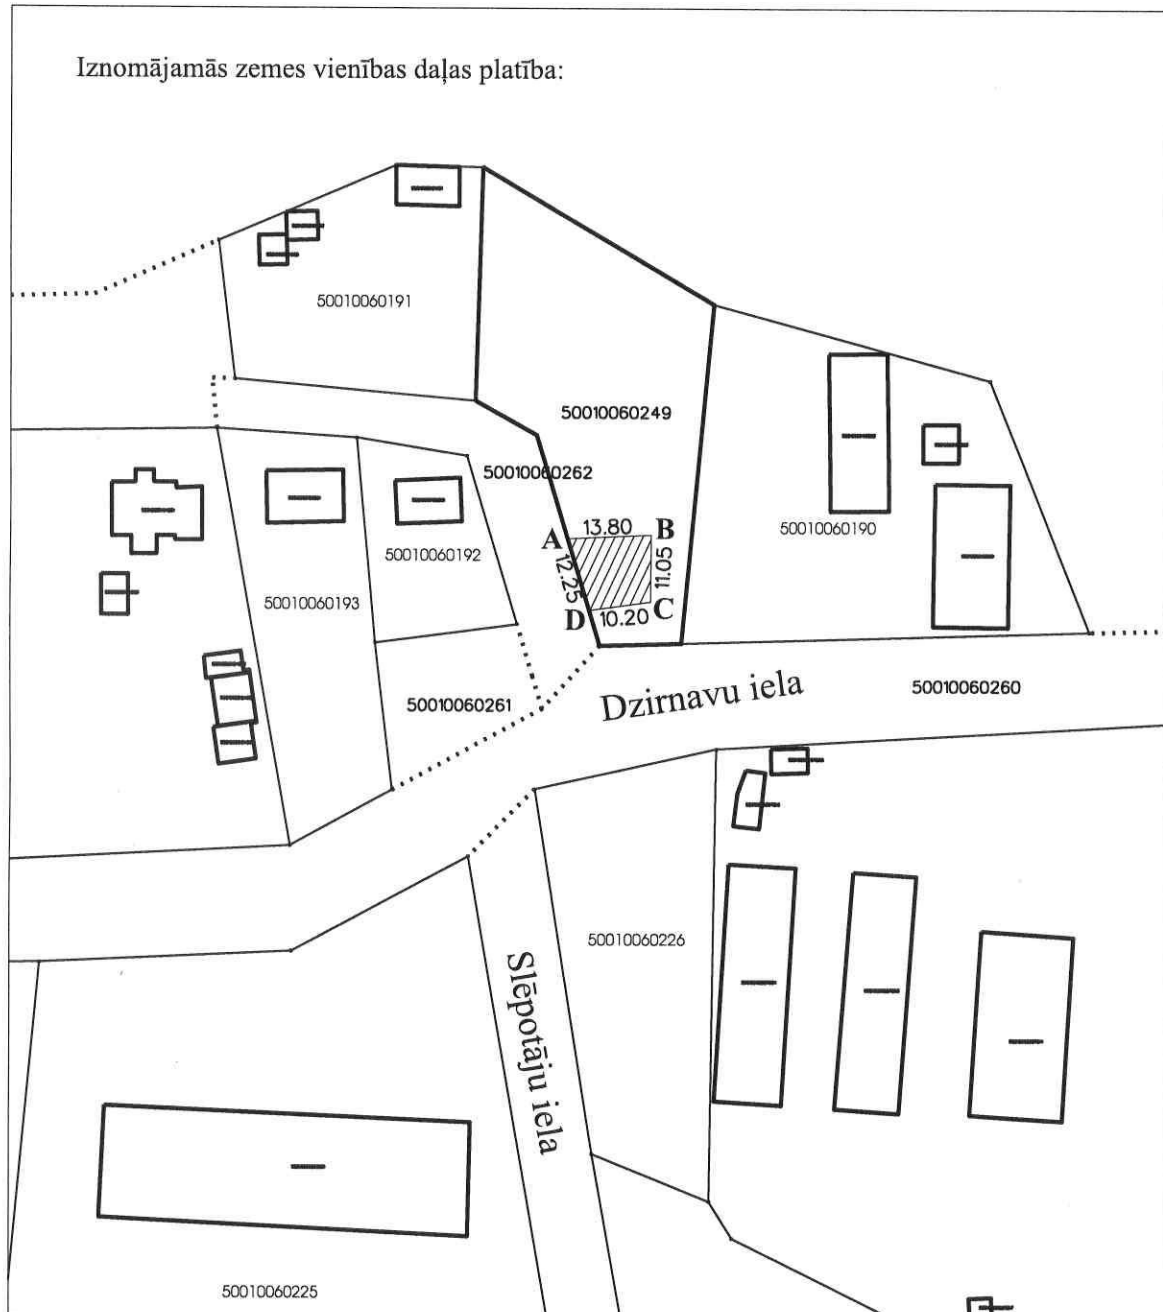 Iznomājamās zemes vienības daļas platība:
50010060191
50010060249
50010060262
50010060190
13.80
A
B
50010060192
12.25
11.05
50010060193
D
10.20
C
50010060261
Dzirnavu iela
50010060260
50010060226
Slēpotāju iela
50010060225